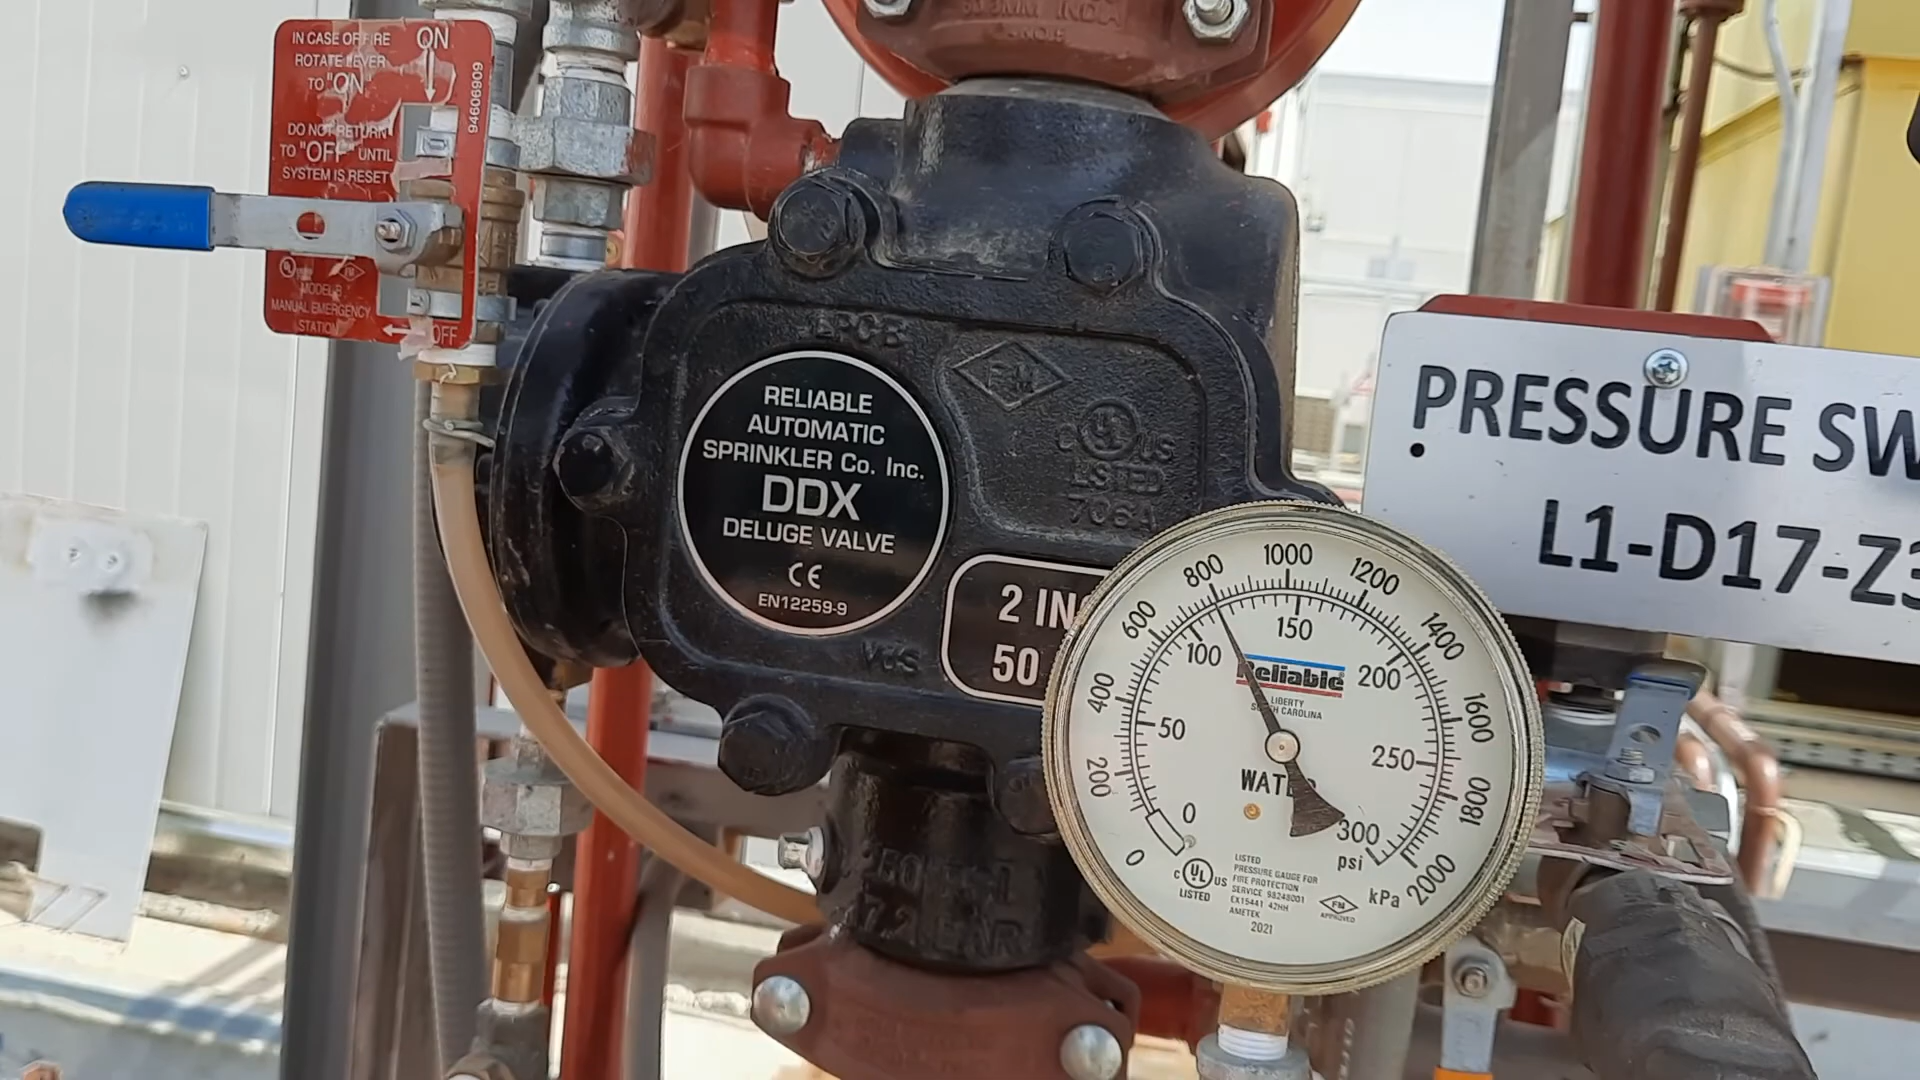 IN CASE OF FIRE
ROTATE LEVER
TO "ON"
ON
DO NOT RETURN
TO "OFF" UNTIL
SYSTEM IS RESET
94606909
MODEL B
MANUAL EMERGENCY
STATION
OFF
INDIA
LPCB
FM
C UL US
LISTED
706A
RELIABLE
AUTOMATIC
SPRINKLER Co. Inc.
DDX
DELUGE VALVE
CE
EN12259-9
VdS
2 IN
50
PRESSURE SW
L1-D17-Z3
0
200
400
600
800
1000
1200
1400
1600
1800
2000
kPa
0
50
100
150
200
250
300
psi
Reliable
LIBERTY
SOUTH CAROLINA
WATER
C UL US
LISTED
LISTED
PRESSURE GAUGE FOR
FIRE PROTECTION
SERVICE 98248001
EX15441 42HH
AMETEK
2021
FM
APPROVED